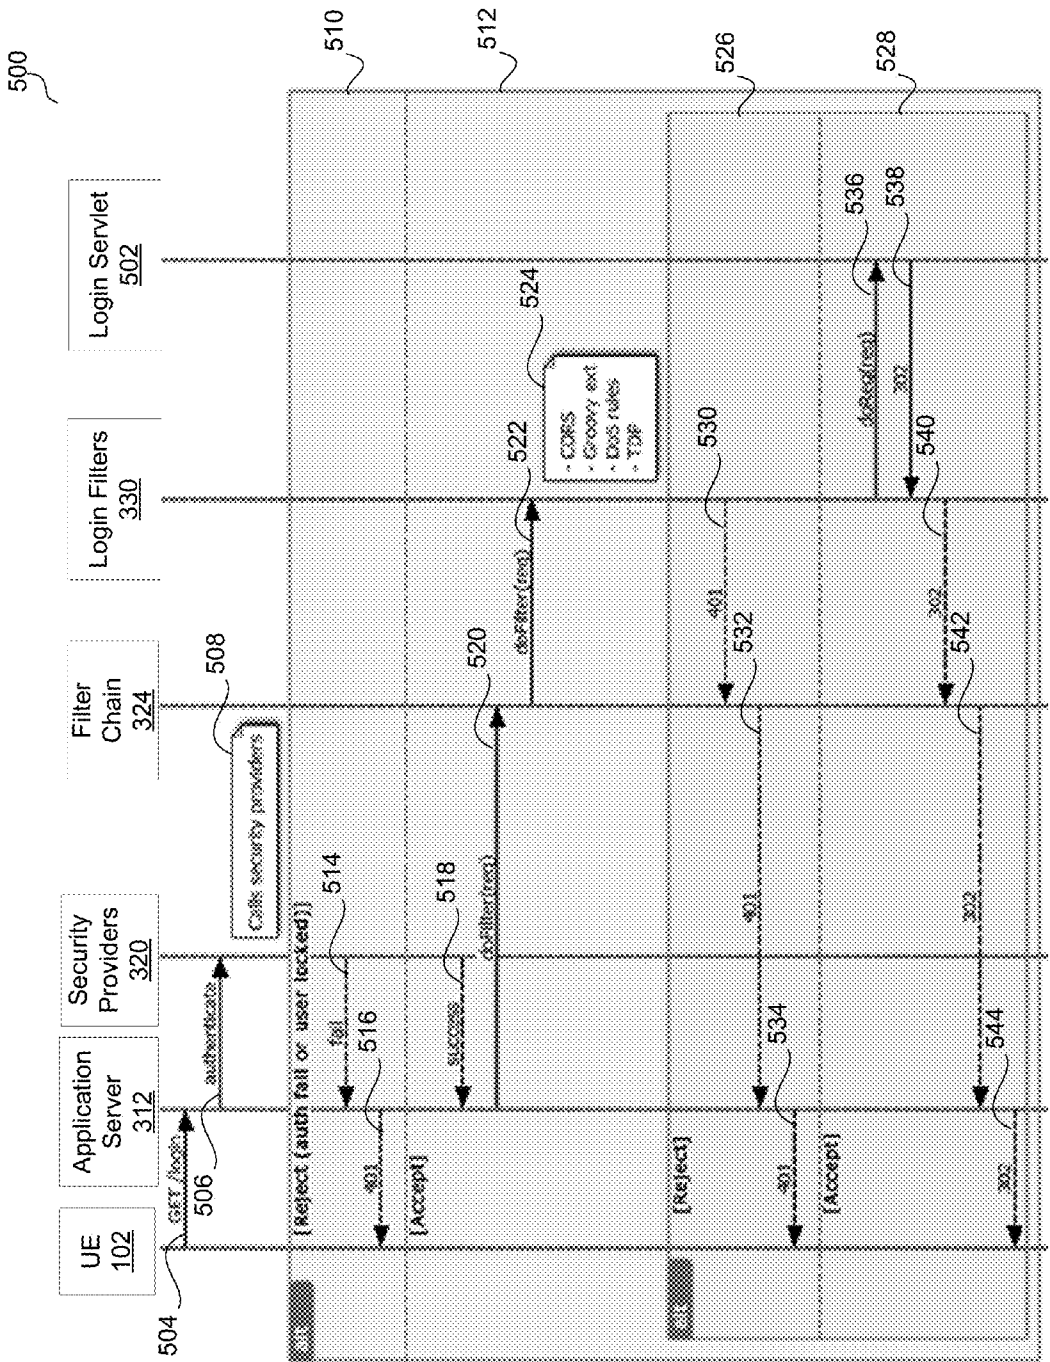 500
UE
102
Application
Server
312
Security
Providers
320
Filter
Chain
324
Login Filters
330
Login Servlet
502
504
GET /login
506
authenticate
508
Calls security providers
510
[Reject (auth fail or user locked)]
514
fail
516
401
512
[Accept]
518
success
520
doFilter(req)
522
doFilter(req)
524
- CORS
- Groovy ext
- DoS rules
- TDP
526
[Reject]
530
401
532
401
534
401
528
[Accept]
536
doReq(req)
538
302
540
302
542
302
544
302